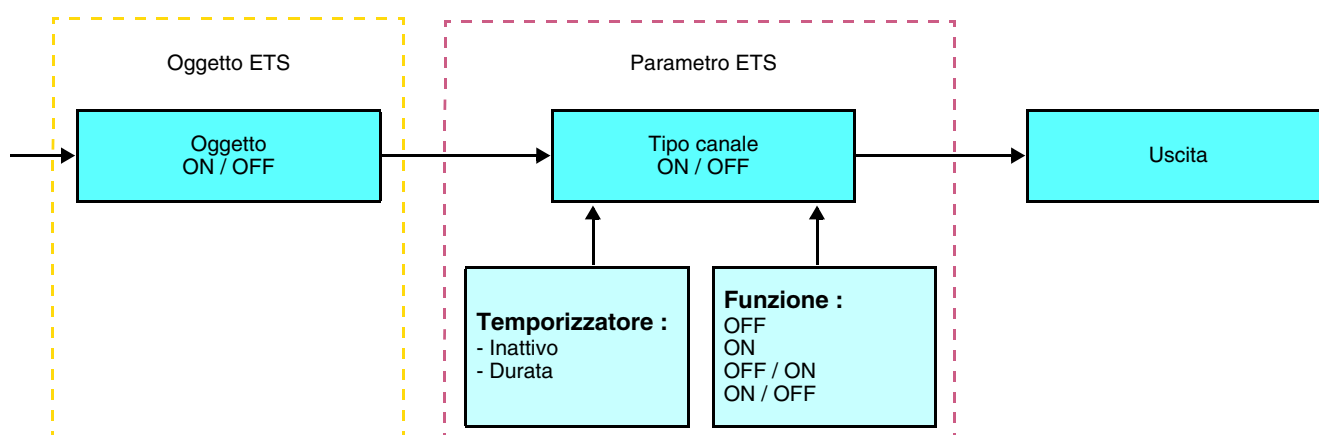 Oggetto ETS
Parametro ETS
Oggetto
ON / OFF
Tipo canale
ON / OFF
Uscita
Temporizzatore :
- Inattivo
- Durata
Funzione :
OFF
ON
OFF / ON
ON / OFF